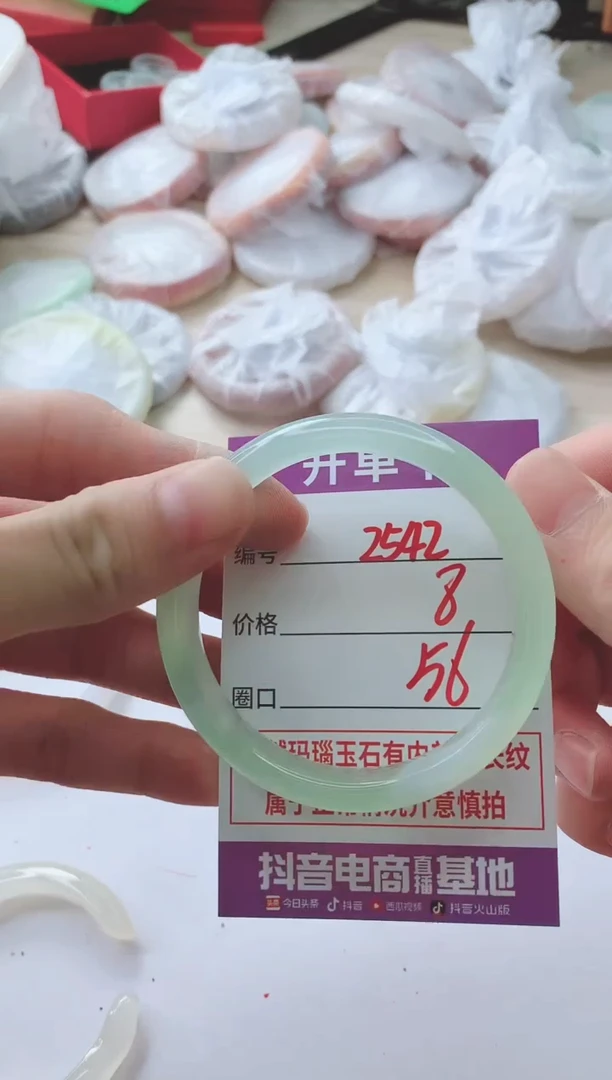 开单
编号 2542
价格 8
圈口 56
玛瑙玉石有内 纹
属于正常情况介意慎拍
抖音电商直播基地
头条 今日头条 抖音 西瓜视频 抖音火山版